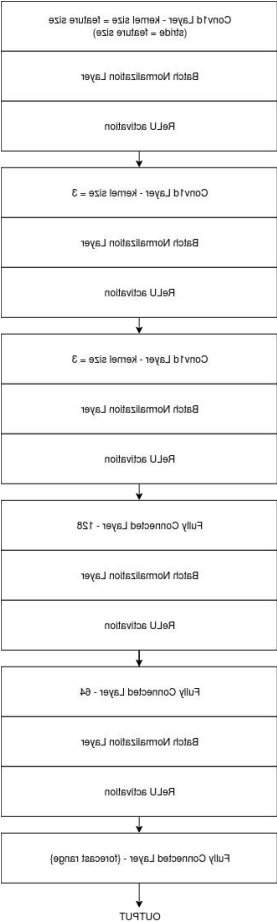 Conv1d Layer - kernel size = feature size
(stride = feature size)
Batch Normalization Layer
ReLU activation
Conv1d Layer - kernel size = 3
Batch Normalization Layer
ReLU activation
Conv1d Layer - kernel size = 3
Batch Normalization Layer
ReLU activation
Fully Connected Layer - 128
Batch Normalization Layer
ReLU activation
Fully Connected Layer - 64
Batch Normalization Layer
ReLU activation
Fully Connected Layer - {forecast range}
OUTPUT